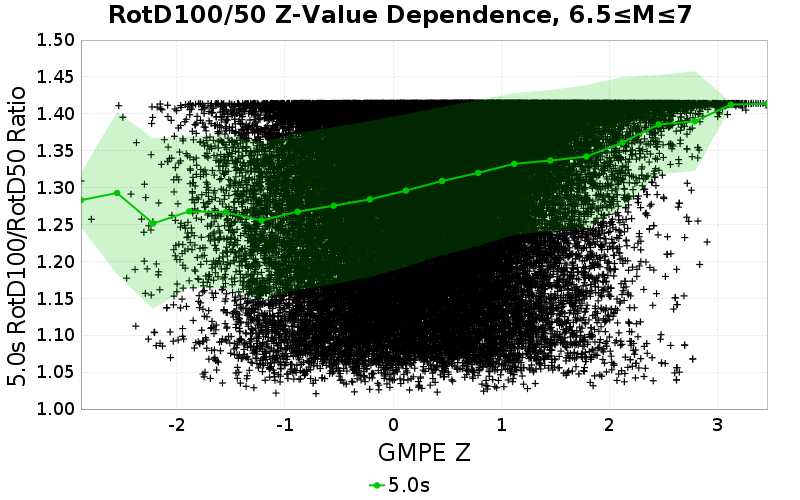 RotD100/50 Z-Value Dependence, 6.5≤M≤7
5.0s RotD100/RotD50 Ratio
1.50
1.45
1.40
1.35
1.30
1.25
1.20
1.15
1.10
1.05
1.00
-2 -1 0 1 2 3
GMPE Z
5.0s